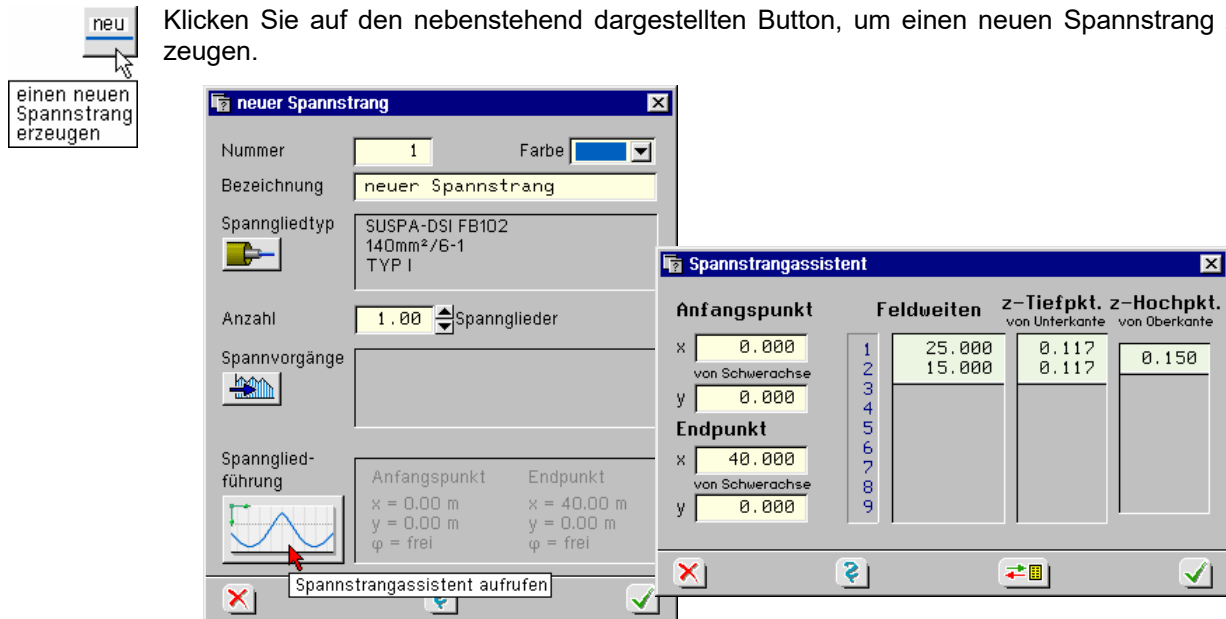 neu
Klicken Sie auf den nebenstehend dargestellten Button, um einen neuen Spannstrang
zeugen.
einen neuen
Spannstrang
erzeugen
neuer Spannstrang
Nummer 1 Farbe
Bezeichnung neuer Spannstrang
Spanngliedtyp
SUSPA-DSI FB102
140mm²/6-1
TYP I
Anzahl 1.00 Spannglieder
Spannvorgänge
Spannglied-
führung
Anfangspunkt Endpunkt
x = 0.00 m x = 40.00 m
y = 0.00 m y = 0.00 m
φ = frei φ = frei
Spannstrangassistent aufrufen
Spannstrangassistent
Anfangspunkt
x 0.000
von Schwerachse
y 0.000
Endpunkt
x 40.000
von Schwerachse
y 0.000
Feldweiten z-Tiefpkt. z-Hochpkt.
von Unterkante von Oberkante
1 25.000 0.117 0.150
2 15.000 0.117
3
4
5
6
7
8
9